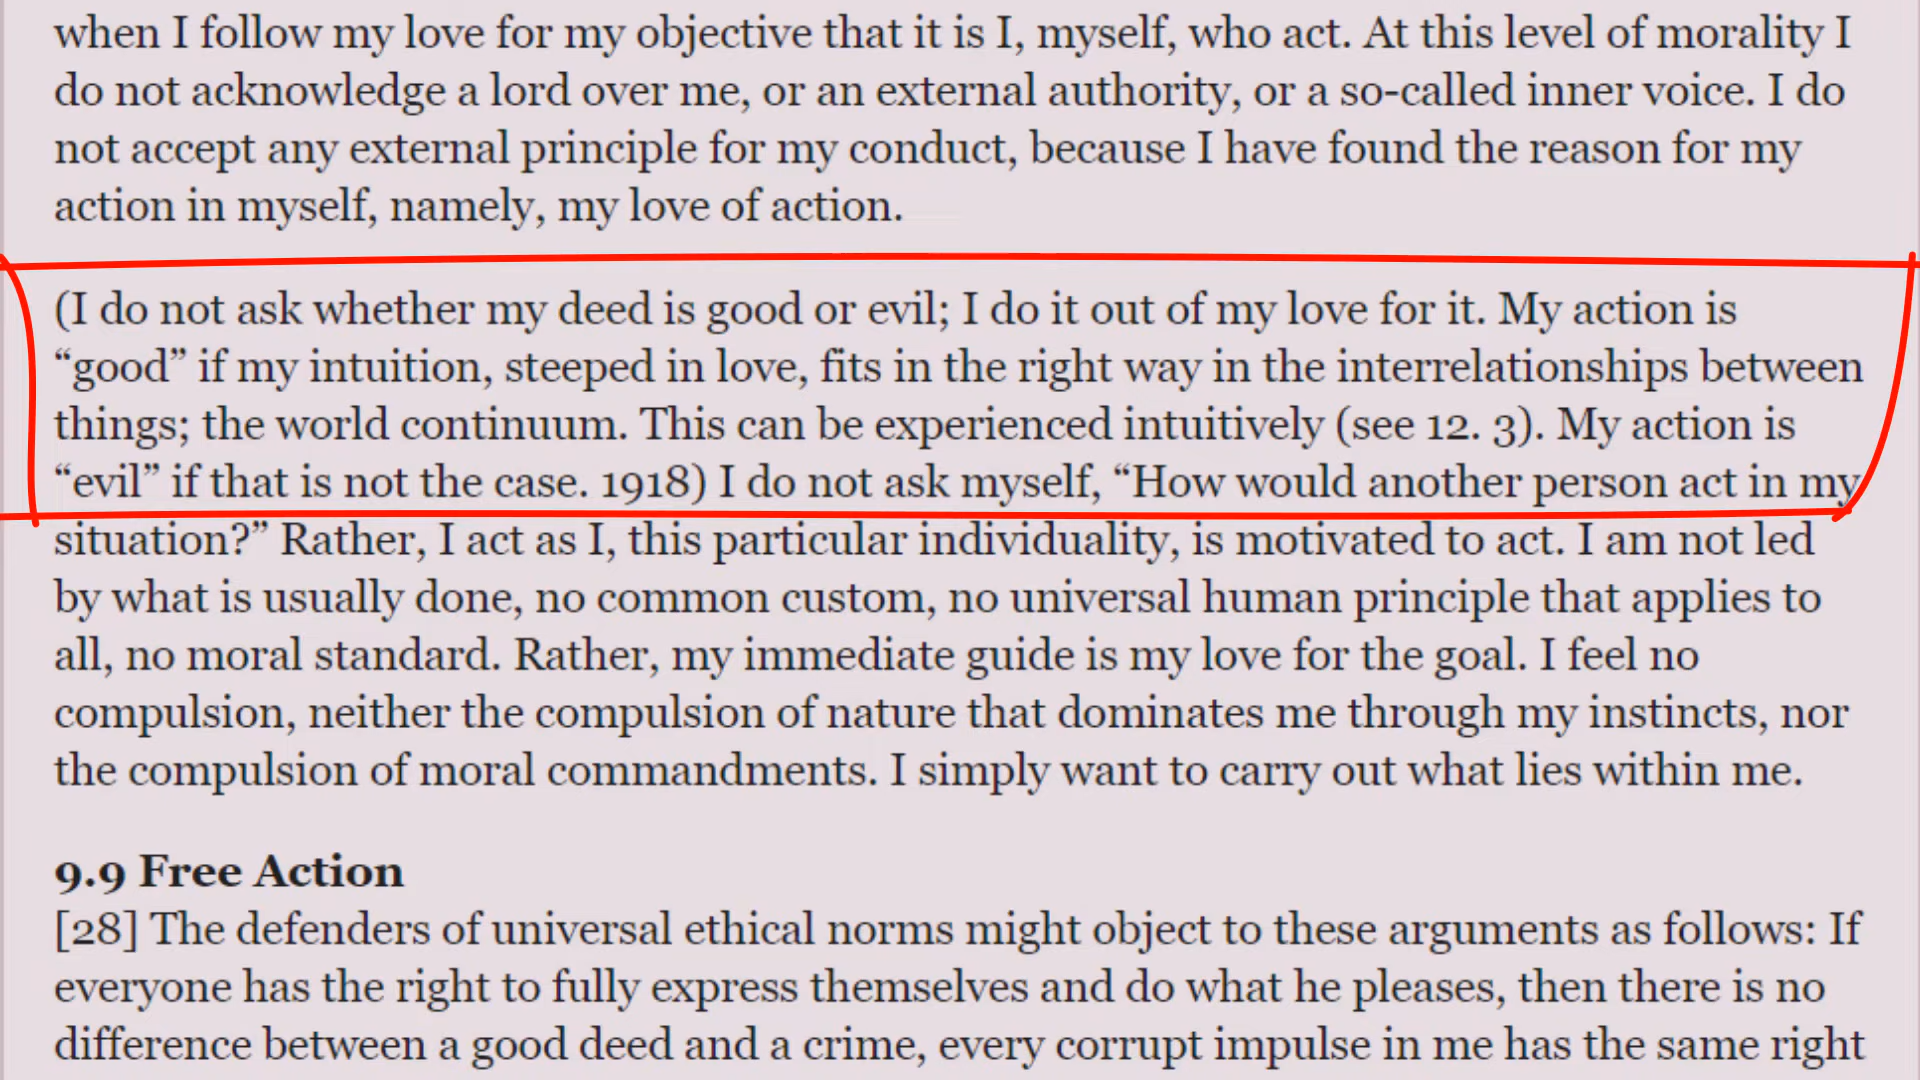 when I follow my love for my objective that it is I, myself, who act. At this level of morality I
do not acknowledge a lord over me, or an external authority, or a so-called inner voice. I do
not accept any external principle for my conduct, because I have found the reason for my
action in myself, namely, my love of action.
(I do not ask whether my deed is good or evil; I do it out of my love for it. My action is
“good” if my intuition, steeped in love, fits in the right way in the interrelationships between
things; the world continuum. This can be experienced intuitively (see 12. 3). My action is
“evil” if that is not the case. 1918) I do not ask myself, “How would another person act in my
situation?” Rather, I act as I, this particular individuality, is motivated to act. I am not led
by what is usually done, no common custom, no universal human principle that applies to
all, no moral standard. Rather, my immediate guide is my love for the goal. I feel no
compulsion, neither the compulsion of nature that dominates me through my instincts, nor
the compulsion of moral commandments. I simply want to carry out what lies within me.
9.9 Free Action
[28] The defenders of universal ethical norms might object to these arguments as follows: If
everyone has the right to fully express themselves and do what he pleases, then there is no
difference between a good deed and a crime, every corrupt impulse in me has the same right